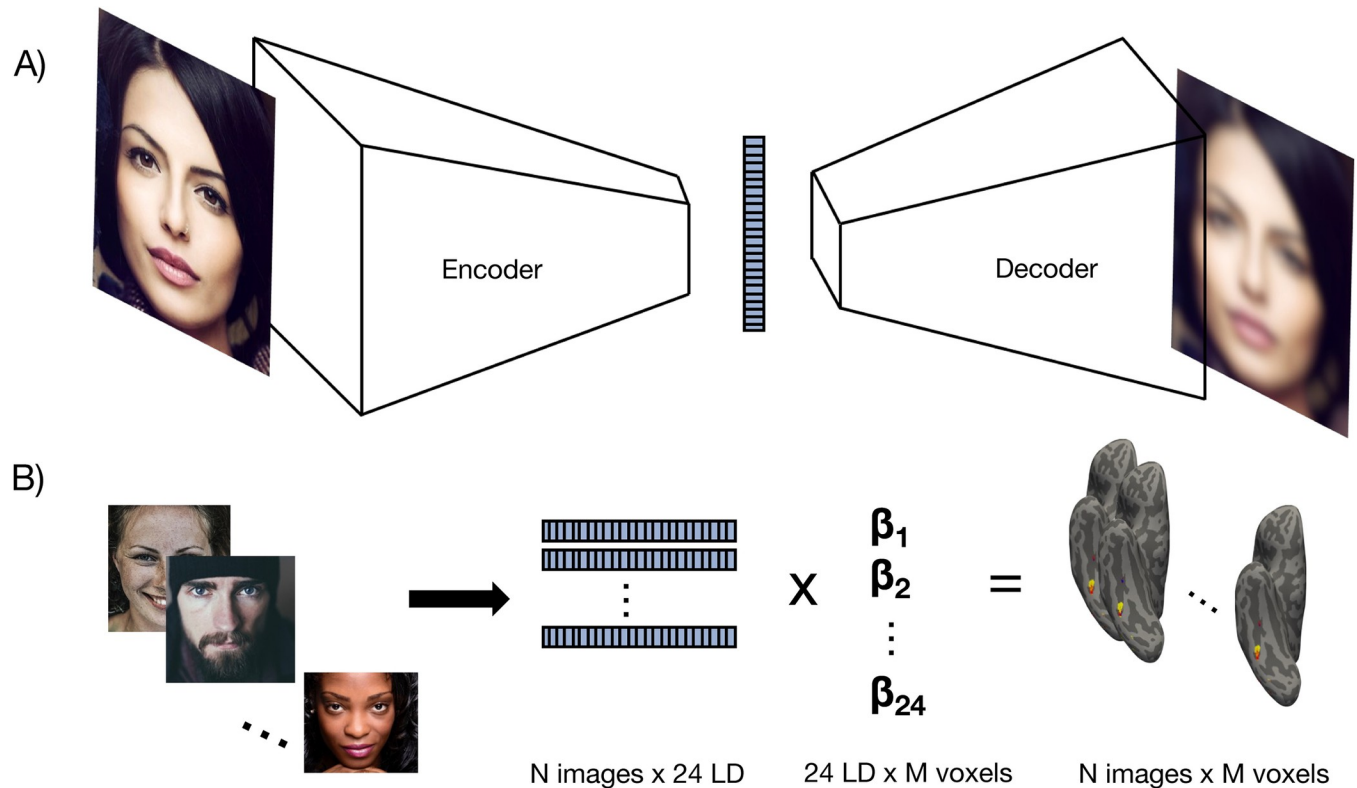 A)
Encoder
Decoder
B)
β1
β2
β24
X
=
N images x 24 LD
24 LD x M voxels
N images x M voxels